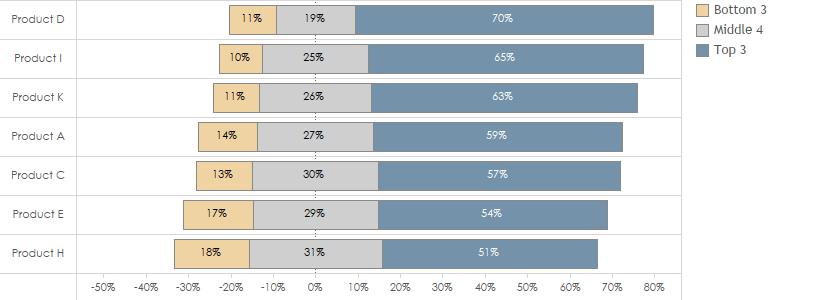 Product D 11% 19% 70% Bottom 3
Middle 4
Product I 10% 25% 65% Top 3
Product K 11% 26% 63%
Product A 14% 27% 59%
Product C 13% 30% 57%
Product E 17% 29% 54%
Product H 18% 31% 51%
-50% -40% -30% -20% -10% 0% 10% 20% 30% 40% 50% 60% 70% 80%